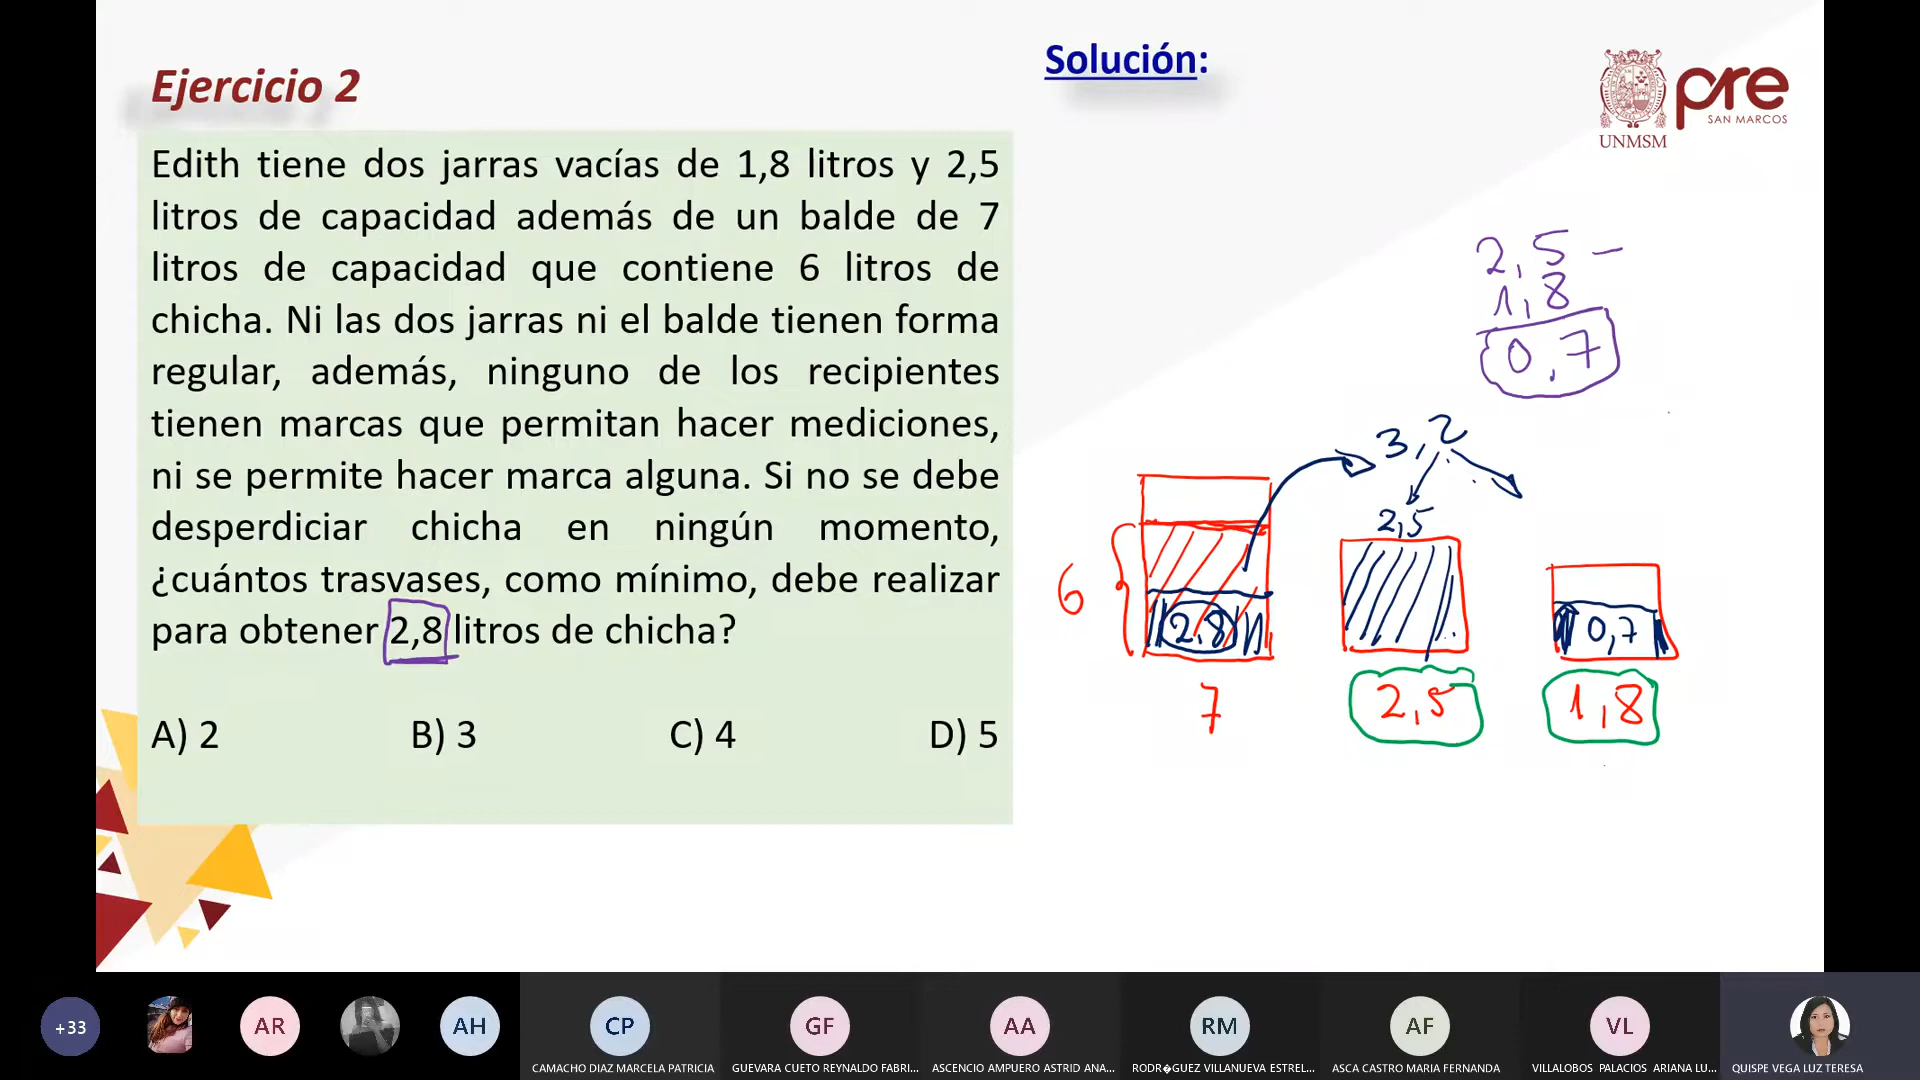 Ejercicio 2
Edith tiene dos jarras vacías de 1,8 litros y 2,5
litros de capacidad además de un balde de 7
litros de capacidad que contiene 6 litros de
chicha. Ni las dos jarras ni el balde tienen forma
regular, además, ninguno de los recipientes
tienen marcas que permitan hacer mediciones,
ni se permite hacer marca alguna. Si no se debe
desperdiciar chicha en ningún momento,
¿cuántos trasvases, como mínimo, debe realizar
para obtener 2,8 litros de chicha?
A) 2 B) 3 C) 4 D) 5
Solución:
UNMSM
pre
SAN MARCOS
2,5 -
1,8
0,7
3,2
2,5
6
2,8
0,7
7
2,5
1,8
+33
AR
AH
CP
GF
AA
RM
AF
VL
CAMACHO DIAZ MARCELA PATRICIA
GUEVARA CUETO REYNALDO FABRI...
ASCENCIO AMPUERO ASTRID ANA...
RODR�GUEZ VILLANUEVA ESTREL...
ASCA CASTRO MARIA FERNANDA
VILLALOBOS PALACIOS ARIANA LU...
QUISPE VEGA LUZ TERESA